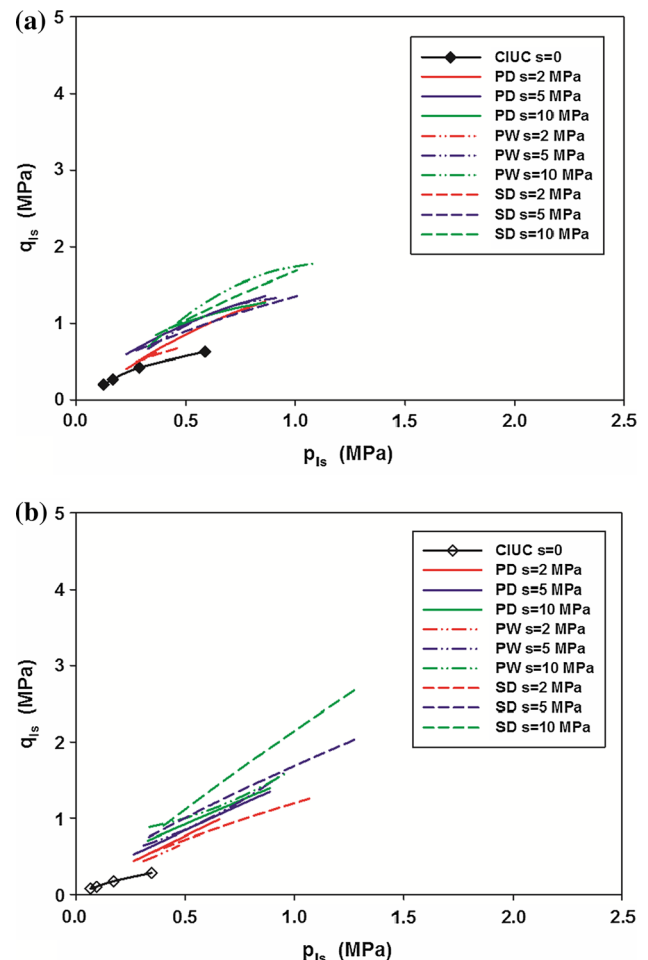 (a)
5
4
3
2
1
0
q_ls (MPa)
0.0 0.5 1.0 1.5 2.0 2.5
p_ls (MPa)
CIUC s=0
PD s=2 MPa
PD s=5 MPa
PD s=10 MPa
PW s=2 MPa
PW s=5 MPa
PW s=10 MPa
SD s=2 MPa
SD s=5 MPa
SD s=10 MPa
(b)
5
4
3
2
1
0
q_ls (MPa)
0.0 0.5 1.0 1.5 2.0 2.5
p_ls (MPa)
CIUC s=0
PD s=2 MPa
PD s=5 MPa
PD s=10 MPa
PW s=2 MPa
PW s=5 MPa
PW s=10 MPa
SD s=2 MPa
SD s=5 MPa
SD s=10 MPa